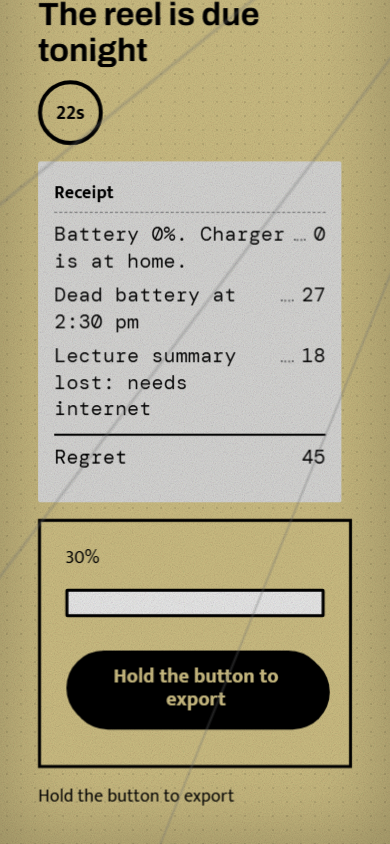 The reel is due
tonight
22s
Receipt
Battery 0%. Charger .... 0
is at home.
Dead battery at .... 27
2:30 pm
Lecture summary .... 18
lost: needs
internet
Regret 45
30%
Hold the button to
export
Hold the button to export